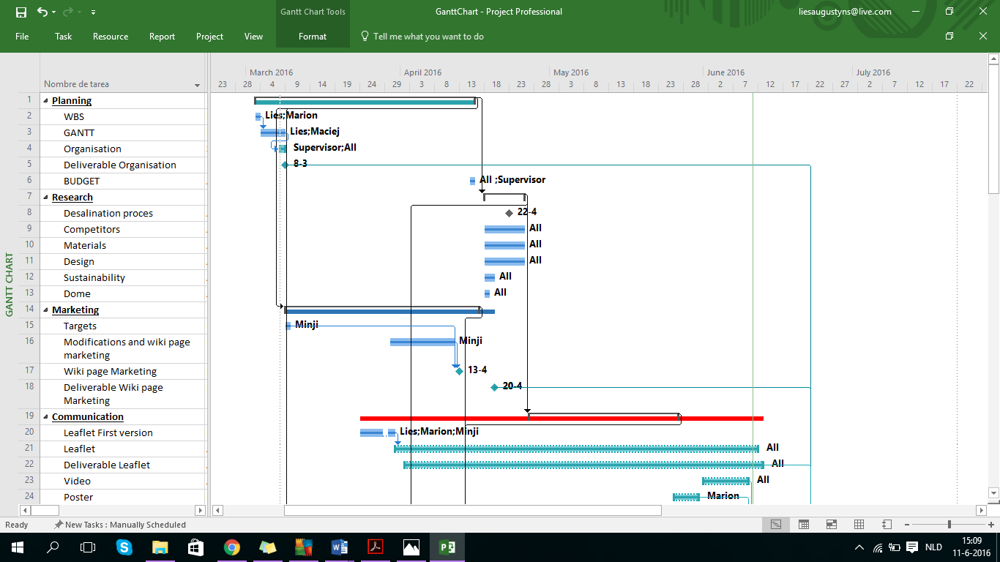 Gantt Chart Tools
GanttChart - Project Professional
liesaugustyns@live.com
File Task Resource Report Project View Format Tell me what you want to do
March 2016 April 2016 May 2016 June 2016 July 2016
Nombre de tarea
23 28 4 9 14 19 24 29 3 8 13 18 23 28 3 8 13 18 23 28 2 7 12 17 22 27 2 7 12 17 22
GANTT CHART
1 Planning
2 WBS Lies;Marion
3 GANTT Lies;Maciej
4 Organisation Supervisor;All
5 Deliverable Organisation 8-3
6 BUDGET All ;Supervisor
7 Research
8 Desalination proces 22-4
9 Competitors All
10 Materials All
11 Design All
12 Sustainability All
13 Dome All
14 Marketing
15 Targets Minji
16 Modifications and wiki page marketing Minji
17 Wiki page Marketing 13-4
18 Deliverable Wiki page Marketing 20-4
19 Communication
20 Leaflet First version Lies;Marion;Minji
21 Leaflet All
22 Deliverable Leaflet All
23 Video All
24 Poster Marion
Ready New Tasks : Manually Scheduled
NLD
15:09
11-6-2016